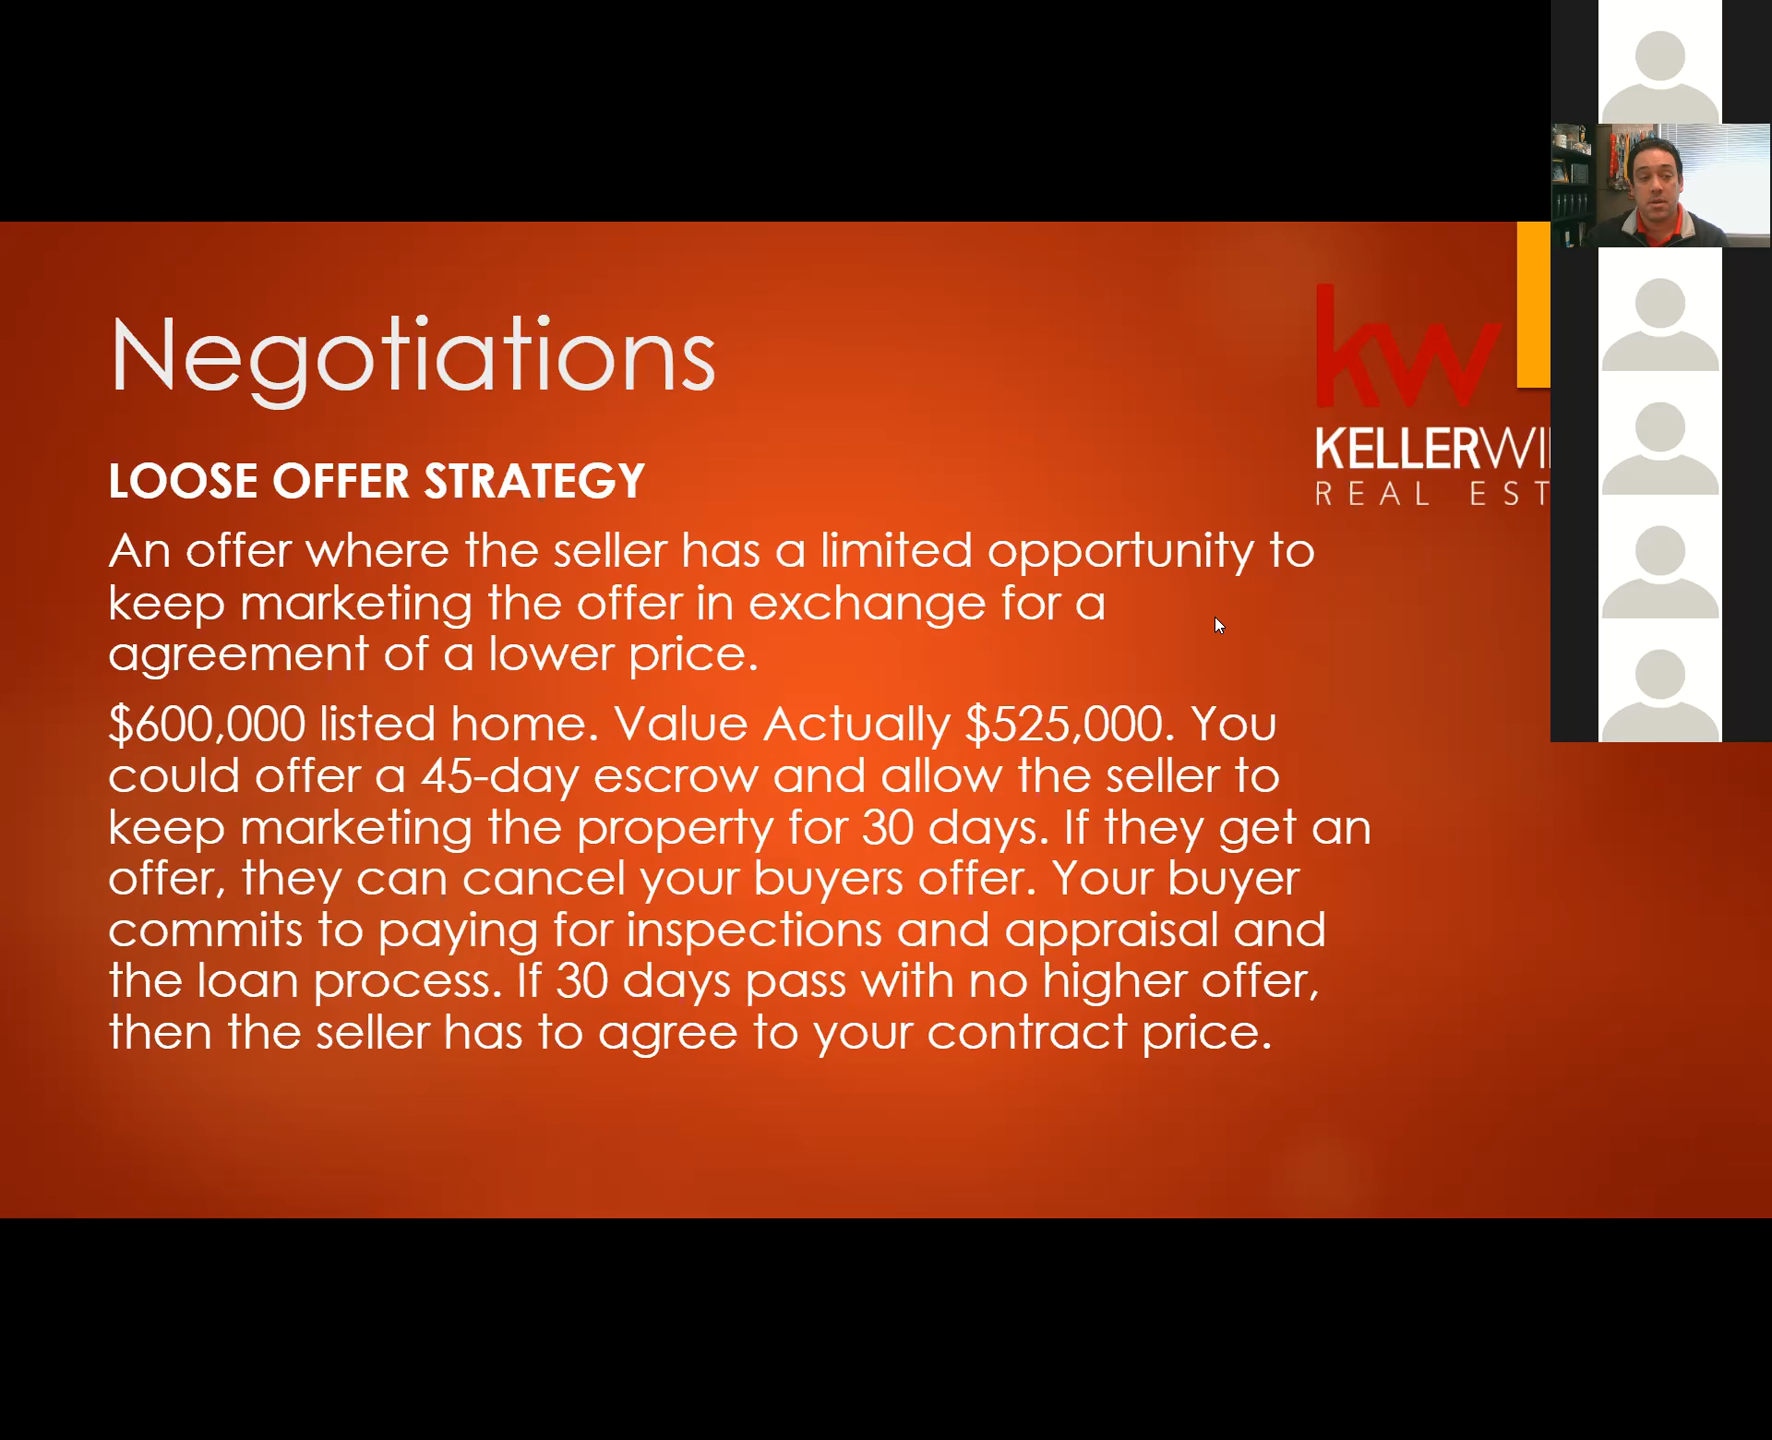 Negotiations
kw
KELLERWI
REAL EST
LOOSE OFFER STRATEGY
An offer where the seller has a limited opportunity to
keep marketing the offer in exchange for a
agreement of a lower price.
$600,000 listed home. Value Actually $525,000. You
could offer a 45-day escrow and allow the seller to
keep marketing the property for 30 days. If they get an
offer, they can cancel your buyers offer. Your buyer
commits to paying for inspections and appraisal and
the loan process. If 30 days pass with no higher offer,
then the seller has to agree to your contract price.